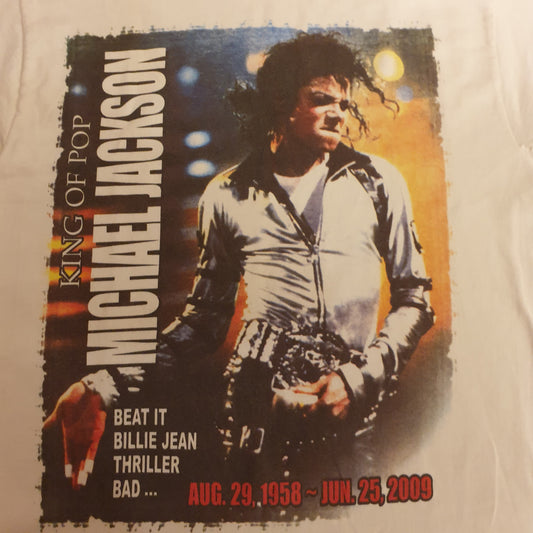 KING OF POP
MICHAEL JACKSON
BEAT IT
BILLIE JEAN
THRILLER
BAD ...
AUG. 29, 1958 ~ JUN. 25, 2009